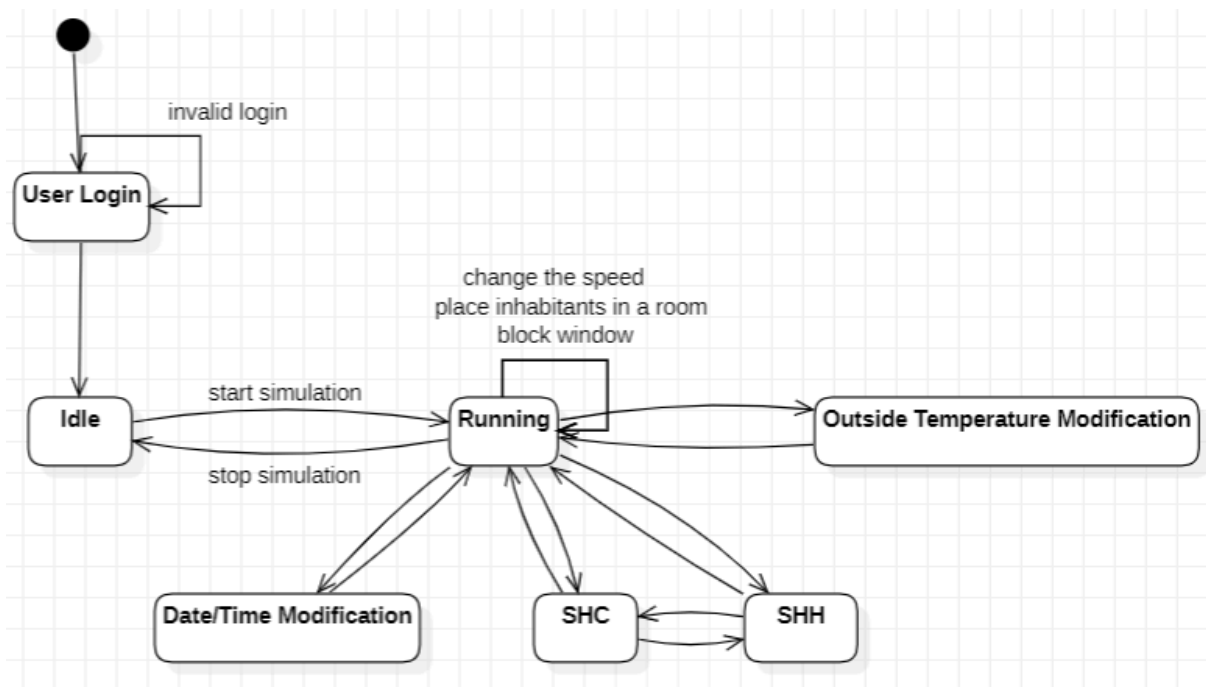 invalid login
User Login
change the speed
place inhabitants in a room
block window
start simulation
Idle
Running
Outside Temperature Modification
stop simulation
Date/Time Modification
SHC
SHH